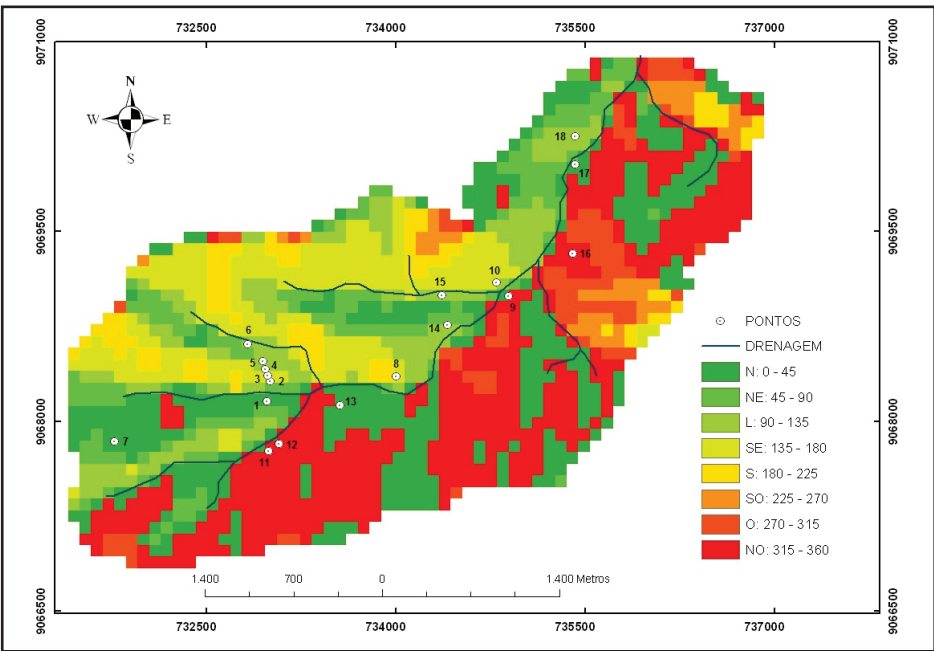 732500 734000 735500 737000
9071000 9071000
N
W E
S
18
17
9069500 9069500
16
10
15
9
14
6
5
4
3
2
8
1
13
7
12
11
9068000 9068000
PONTOS
DRENAGEM
N: 0 - 45
NE: 45 - 90
L: 90 - 135
SE: 135 - 180
S: 180 - 225
SO: 225 - 270
O: 270 - 315
NO: 315 - 360
1.400 700 0 1.400 Metros
9066500 9066500
732500 734000 735500 737000